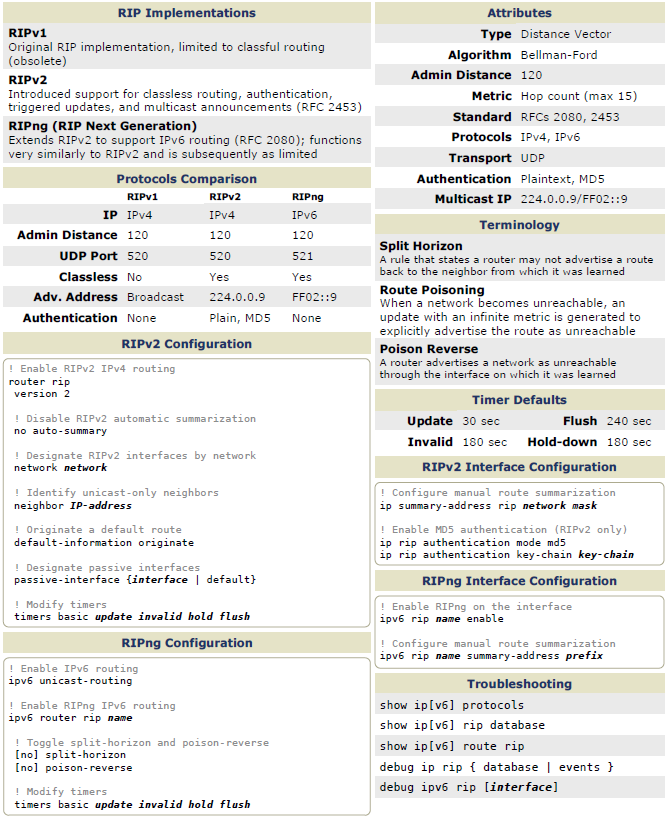 RIP Implementations
RIPv1
Original RIP implementation, limited to classful routing
(obsolete)
RIPv2
Introduced support for classless routing, authentication,
triggered updates, and multicast announcements (RFC 2453)
RIPng (RIP Next Generation)
Extends RIPv2 to support IPv6 routing (RFC 2080); functions
very similarly to RIPv2 and is subsequently as limited
Protocols Comparison
RIPv1 RIPv2 RIPng
IP IPv4 IPv4 IPv6
Admin Distance 120 120 120
UDP Port 520 520 521
Classless No Yes Yes
Adv. Address Broadcast 224.0.0.9 FF02::9
Authentication None Plain, MD5 None
RIPv2 Configuration
! Enable RIPv2 IPv4 routing
router rip
version 2
! Disable RIPv2 automatic summarization
no auto-summary
! Designate RIPv2 interfaces by network
network network
! Identify unicast-only neighbors
neighbor IP-address
! Originate a default route
default-information originate
! Designate passive interfaces
passive-interface {interface | default}
! Modify timers
timers basic update invalid hold flush
RIPng Configuration
! Enable IPv6 routing
ipv6 unicast-routing
! Enable RIPng IPv6 routing
ipv6 router rip name
! Toggle split-horizon and poison-reverse
[no] split-horizon
[no] poison-reverse
! Modify timers
timers basic update invalid hold flush
Attributes
Type Distance Vector
Algorithm Bellman-Ford
Admin Distance 120
Metric Hop count (max 15)
Standard RFCs 2080, 2453
Protocols IPv4, IPv6
Transport UDP
Authentication Plaintext, MD5
Multicast IP 224.0.0.9/FF02::9
Terminology
Split Horizon
A rule that states a router may not advertise a route
back to the neighbor from which it was learned
Route Poisoning
When a network becomes unreachable, an
update with an infinite metric is generated to
explicitly advertise the route as unreachable
Poison Reverse
A router advertises a network as unreachable
through the interface on which it was learned
Timer Defaults
Update 30 sec Flush 240 sec
Invalid 180 sec Hold-down 180 sec
RIPv2 Interface Configuration
! Configure manual route summarization
ip summary-address rip network mask
! Enable MD5 authentication (RIPv2 only)
ip rip authentication mode md5
ip rip authentication key-chain key-chain
RIPng Interface Configuration
! Enable RIPng on the interface
ipv6 rip name enable
! Configure manual route summarization
ipv6 rip name summary-address prefix
Troubleshooting
show ip[v6] protocols
show ip[v6] rip database
show ip[v6] route rip
debug ip rip { database | events }
debug ipv6 rip [interface]